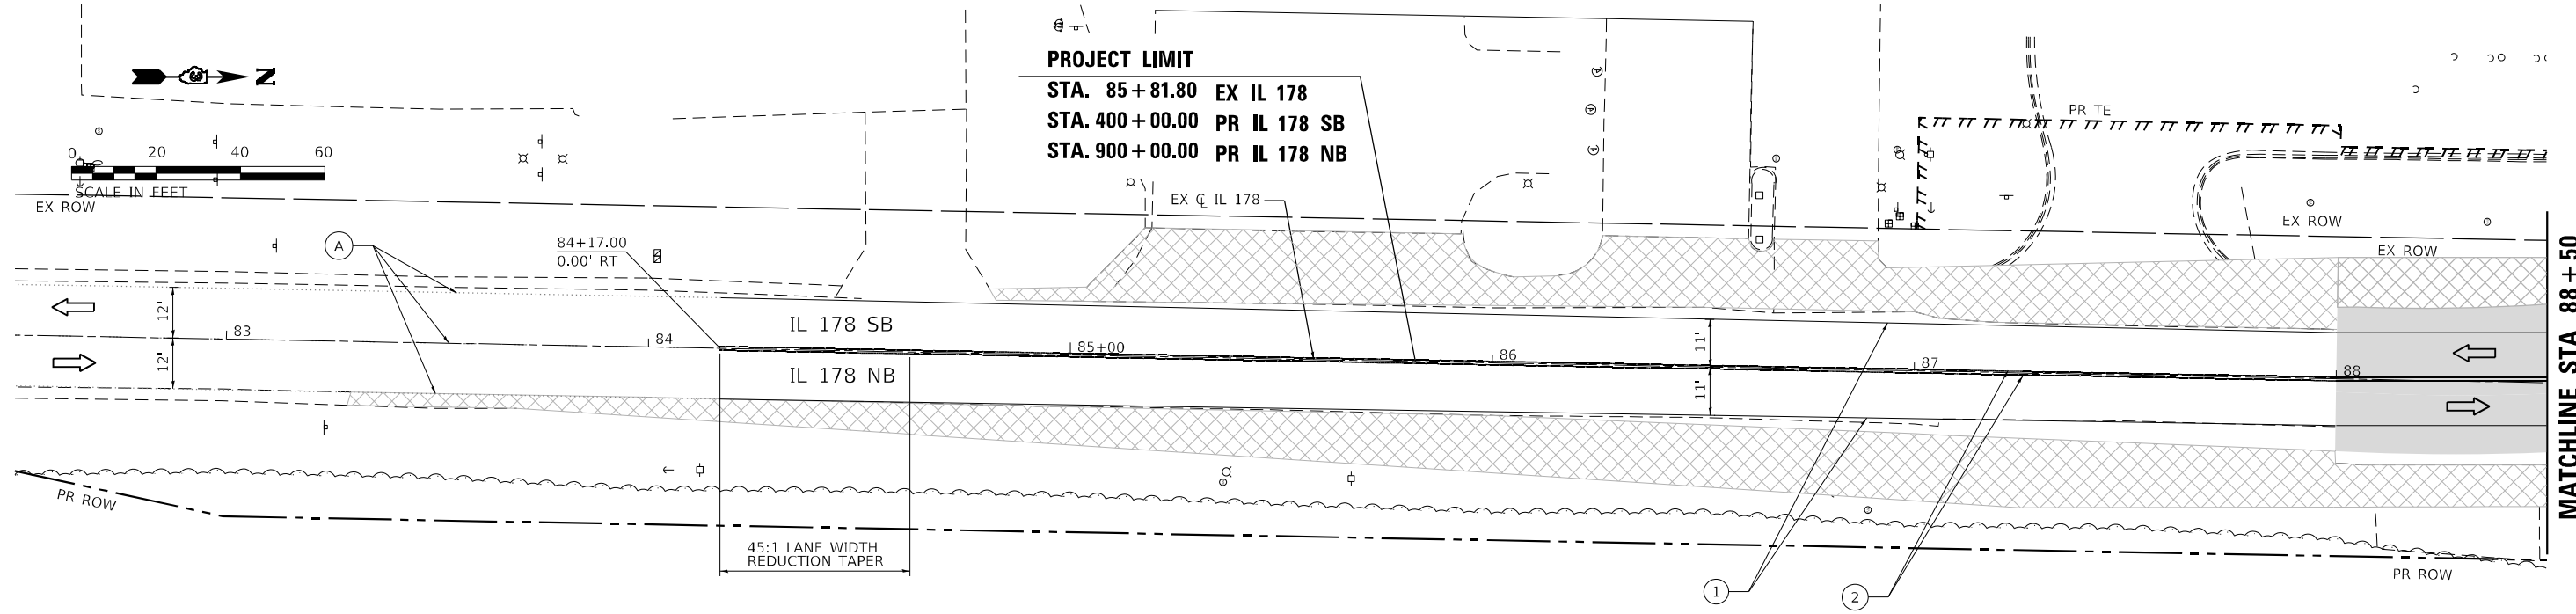 N
0 20 40 60
SCALE IN FEET
PROJECT LIMIT
STA. 85+81.80 EX IL 178
STA. 400+00.00 PR IL 178 SB
STA. 900+00.00 PR IL 178 NB
PR TE
EX ROW
EX ℄ IL 178
EX ROW
EX ROW
A
84+17.00
0.00' RT
12'
12'
83
84
IL 178 SB
IL 178 NB
85+00
86
11'
11'
87
88
MATCHLINE STA 88+50
PR ROW
45:1 LANE WIDTH
REDUCTION TAPER
1
2
PR ROW